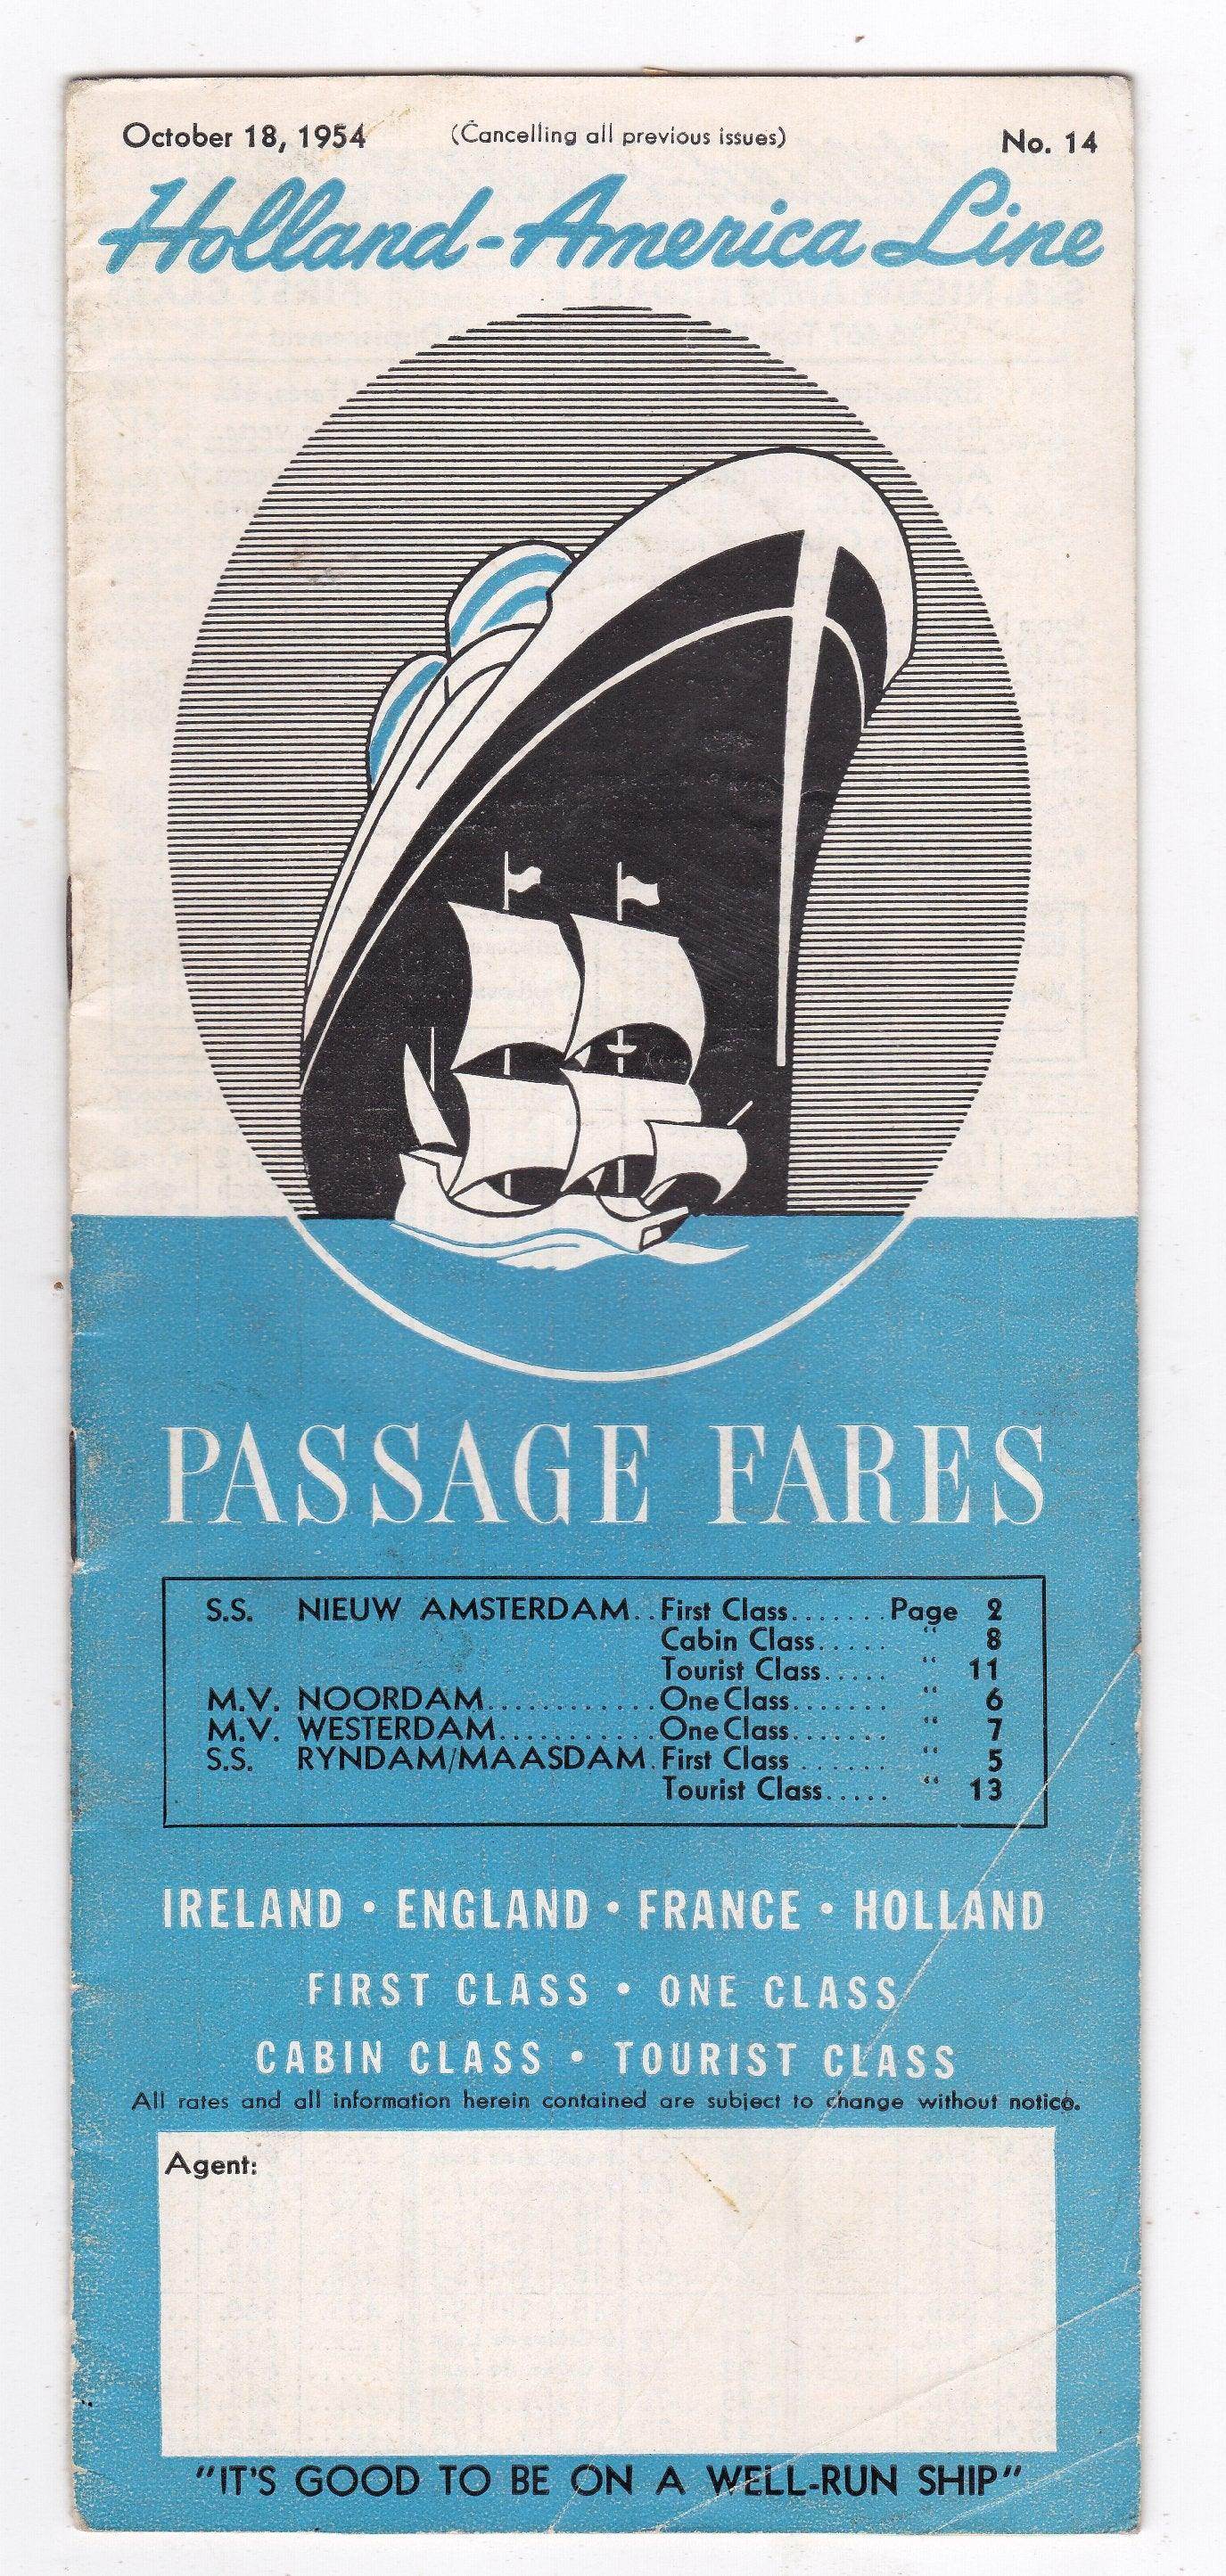 October 18, 1954 (Cancelling all previous issues) No. 14
Holland-America Line
PASSAGE FARES
S.S. NIEUW AMSTERDAM..First Class.......Page 2
Cabin Class..... " 8
Tourist Class..... " 11
M.V. NOORDAM............One Class....... " 6
M.V. WESTERDAM...........One Class....... " 7
S.S. RYNDAM/MAASDAM.First Class ...... " 5
Tourist Class..... " 13
IRELAND • ENGLAND • FRANCE • HOLLAND
FIRST CLASS • ONE CLASS
CABIN CLASS • TOURIST CLASS
All rates and all information herein contained are subject to change without notice.
Agent:
"IT'S GOOD TO BE ON A WELL-RUN SHIP"